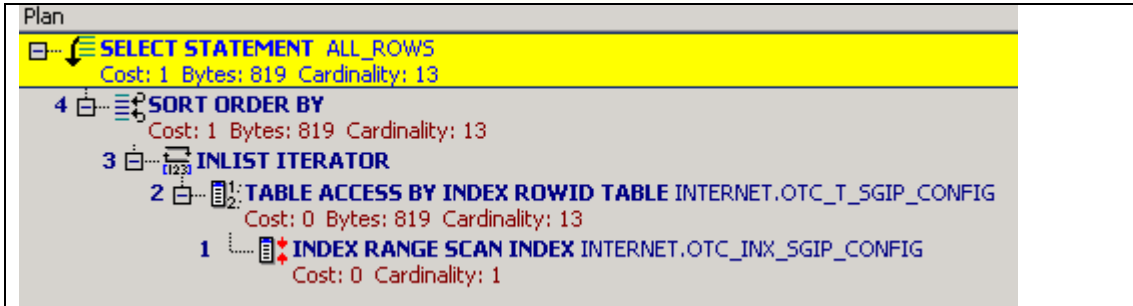 Plan
SELECT STATEMENT ALL_ROWS
Cost: 1 Bytes: 819 Cardinality: 13
4 SORT ORDER BY
Cost: 1 Bytes: 819 Cardinality: 13
3 INLIST ITERATOR
2 TABLE ACCESS BY INDEX ROWID TABLE INTERNET.OTC_T_SGIP_CONFIG
Cost: 0 Bytes: 819 Cardinality: 13
1 INDEX RANGE SCAN INDEX INTERNET.OTC_INX_SGIP_CONFIG
Cost: 0 Cardinality: 1